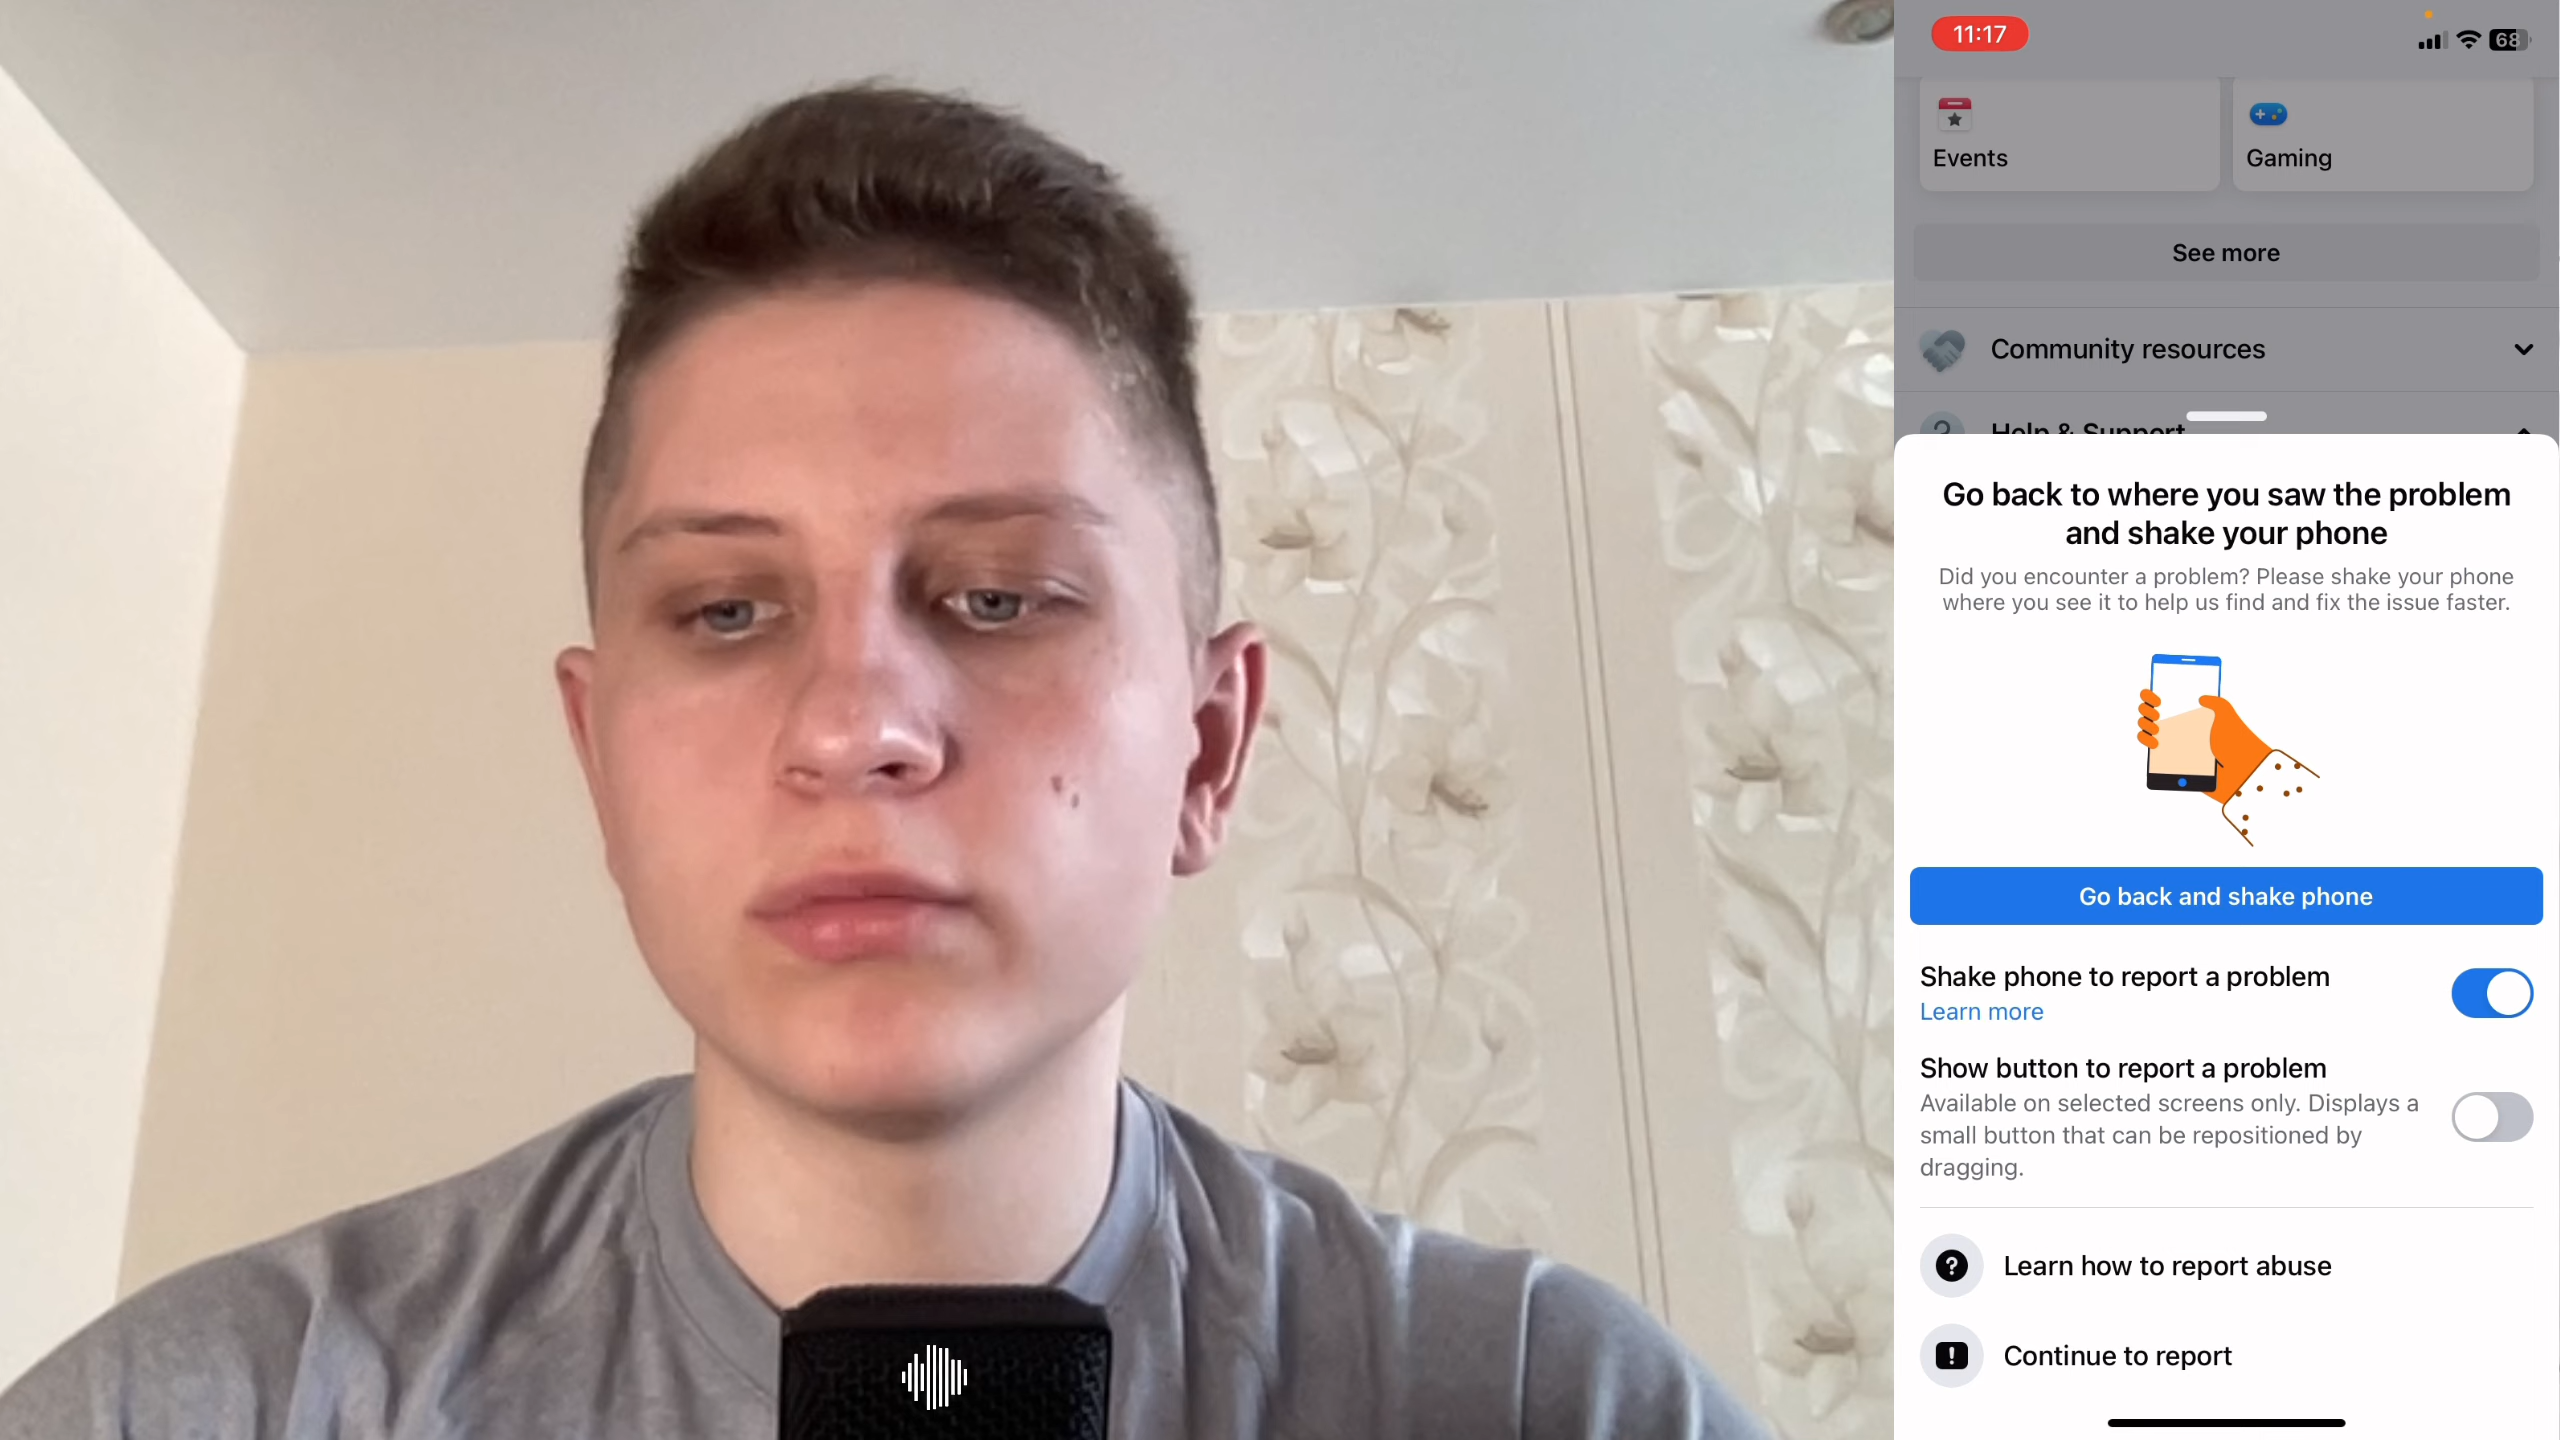 11:17
68
Events
Gaming
See more
Community resources
Help & Support
Go back to where you saw the problem
and shake your phone
Did you encounter a problem? Please shake your phone
where you see it to help us find and fix the issue faster.
Go back and shake phone
Shake phone to report a problem
Learn more
Show button to report a problem
Available on selected screens only. Displays a
small button that can be repositioned by
dragging.
Learn how to report abuse
Continue to report